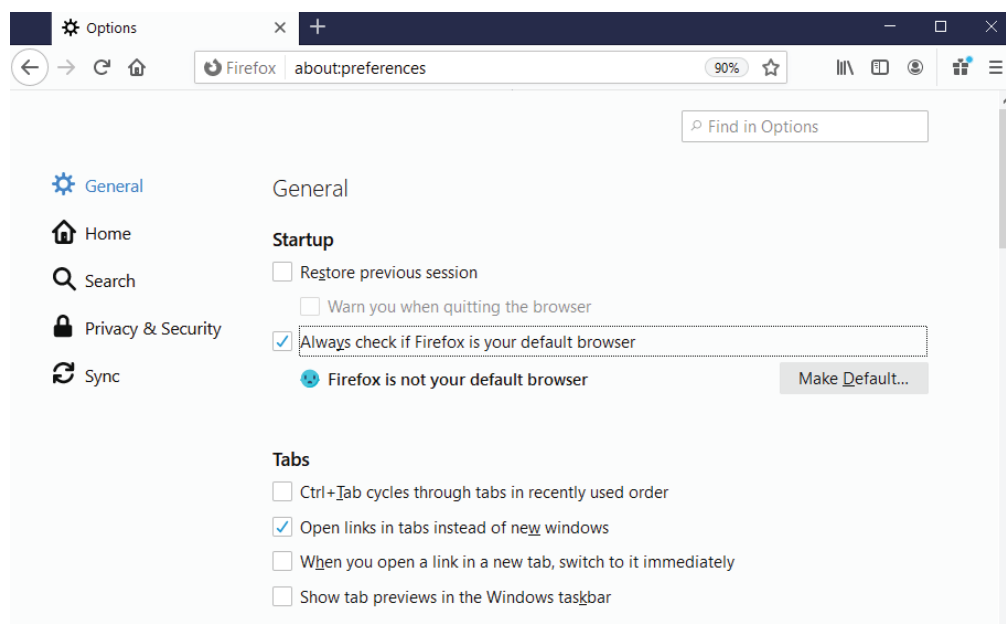 Options
Firefox about:preferences 90%
Find in Options
General
Home
Search
Privacy & Security
Sync
General
Startup
Restore previous session
Warn you when quitting the browser
Always check if Firefox is your default browser
Firefox is not your default browser
Make Default...
Tabs
Ctrl+Tab cycles through tabs in recently used order
Open links in tabs instead of new windows
When you open a link in a new tab, switch to it immediately
Show tab previews in the Windows taskbar